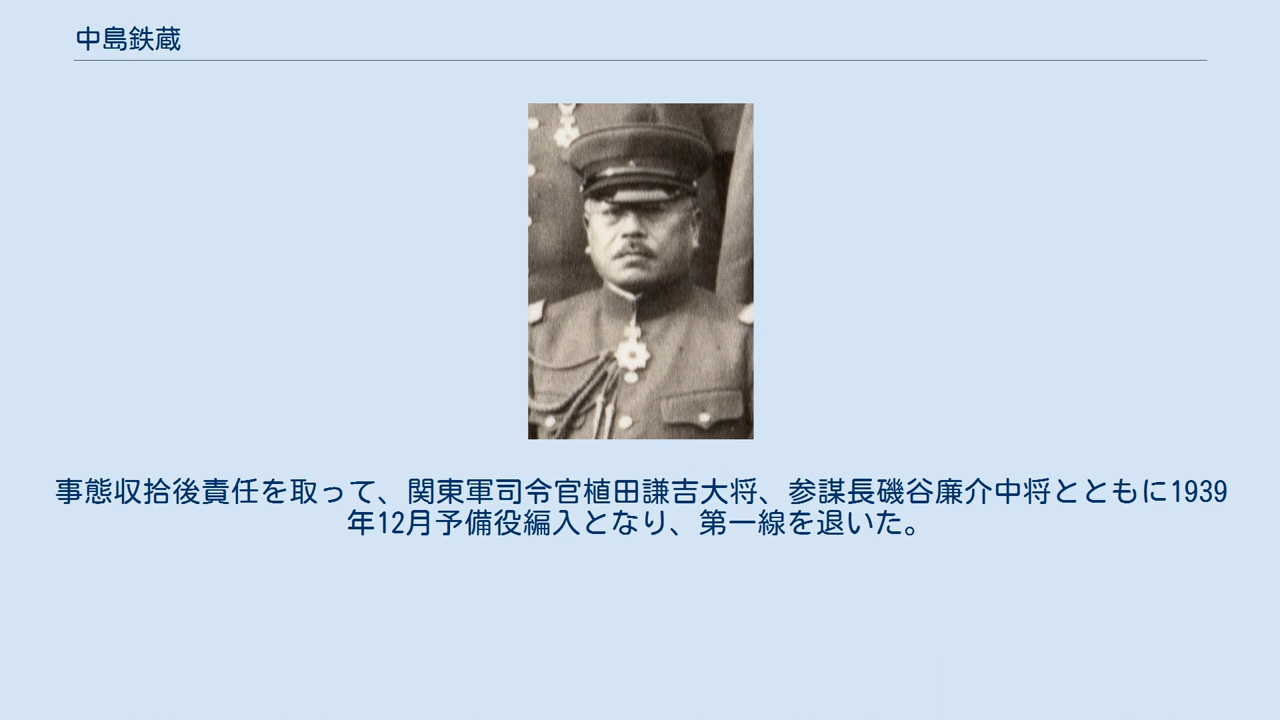 中島鉄蔵
事態収拾後責任を取って、関東軍司令官植田謙吉大将、参謀長磯谷廉介中将とともに1939
年12月予備役編入となり、第一線を退いた。